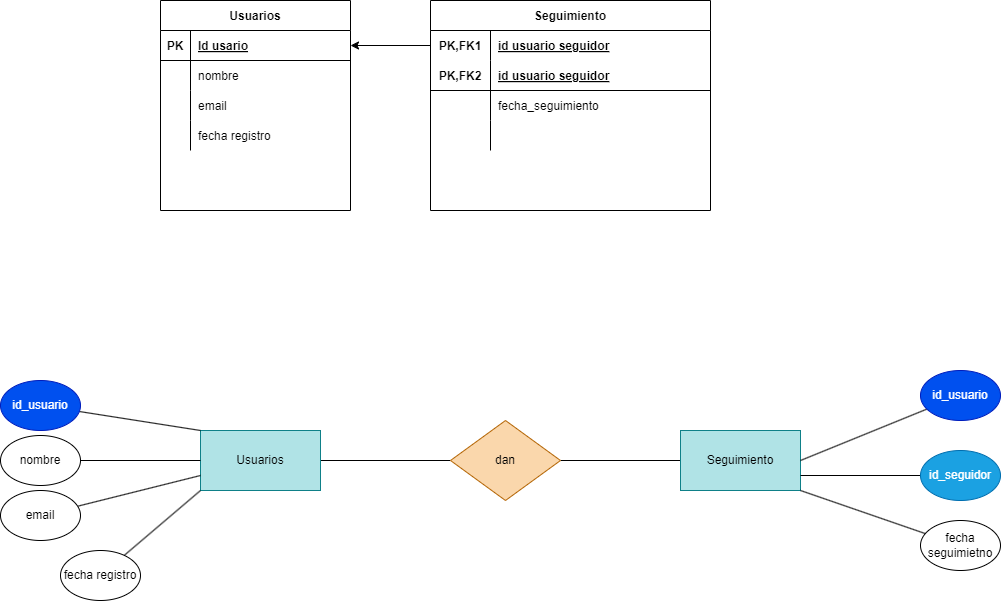 Usuarios
PK Id usario
nombre
email
fecha registro
Seguimiento
PK,FK1 id usuario seguidor
PK,FK2 id usuario seguidor
fecha_seguimiento
id_usuario
nombre
email
fecha registro
Usuarios
dan
Seguimiento
id_usuario
id_seguidor
fecha
seguimietno